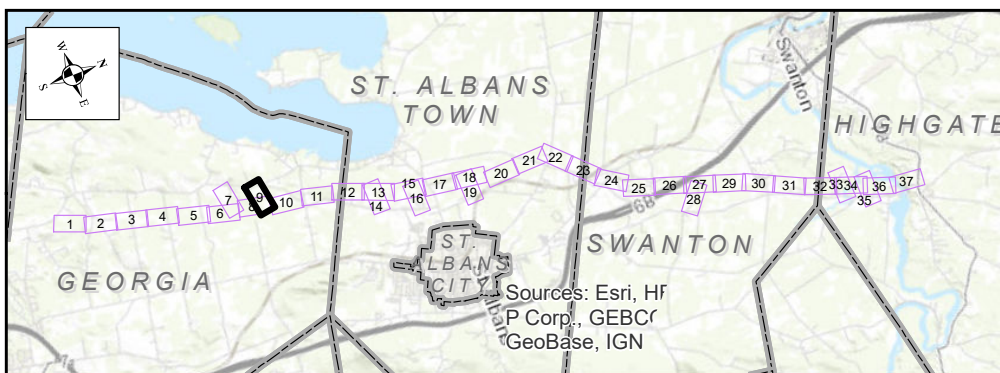 W
N
S
E
ST. ALBANS
TOWN
Swanton
HIGHGATE
1 2 3 4 5 6 7 8 9 10 11 12 13 14 15 16 17 18 19 20 21 22 23 24 25 26 27 28 29 30 31 32 33 34 35 36 37
68
SWANTON
GEORGIA
ST.
ALBANS
CITY
Sources: Esri, HE
P Corp., GEBCO
GeoBase, IGN